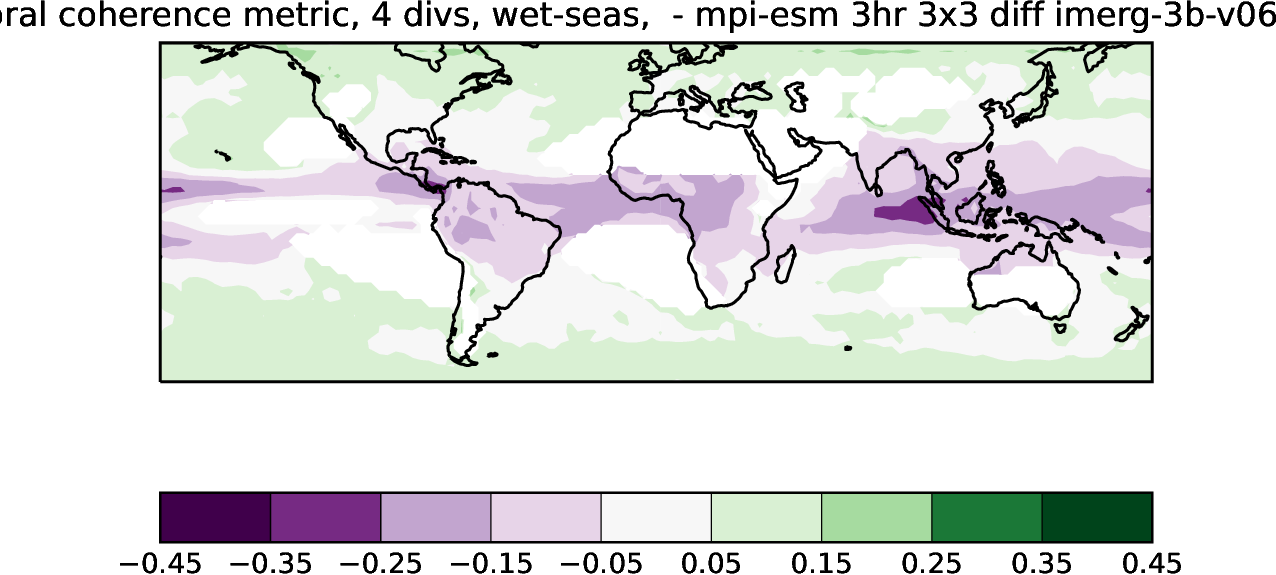 oral coherence metric, 4 divs, wet-seas,  - mpi-esm 3hr 3x3 diff imerg-3b-v06
−0.45 −0.35 −0.25 −0.15 −0.05 0.05 0.15 0.25 0.35 0.45